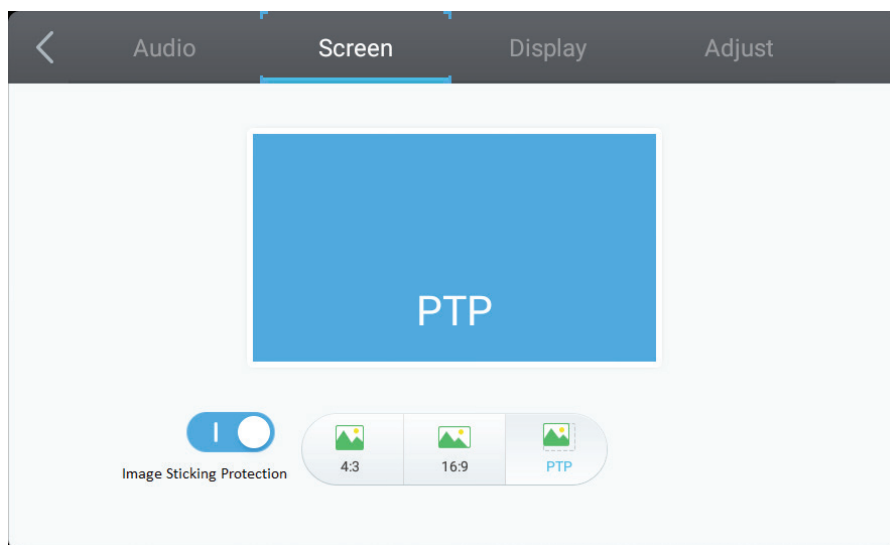 Audio Screen Display Adjust
PTP
Image Sticking Protection
4:3 16:9 PTP